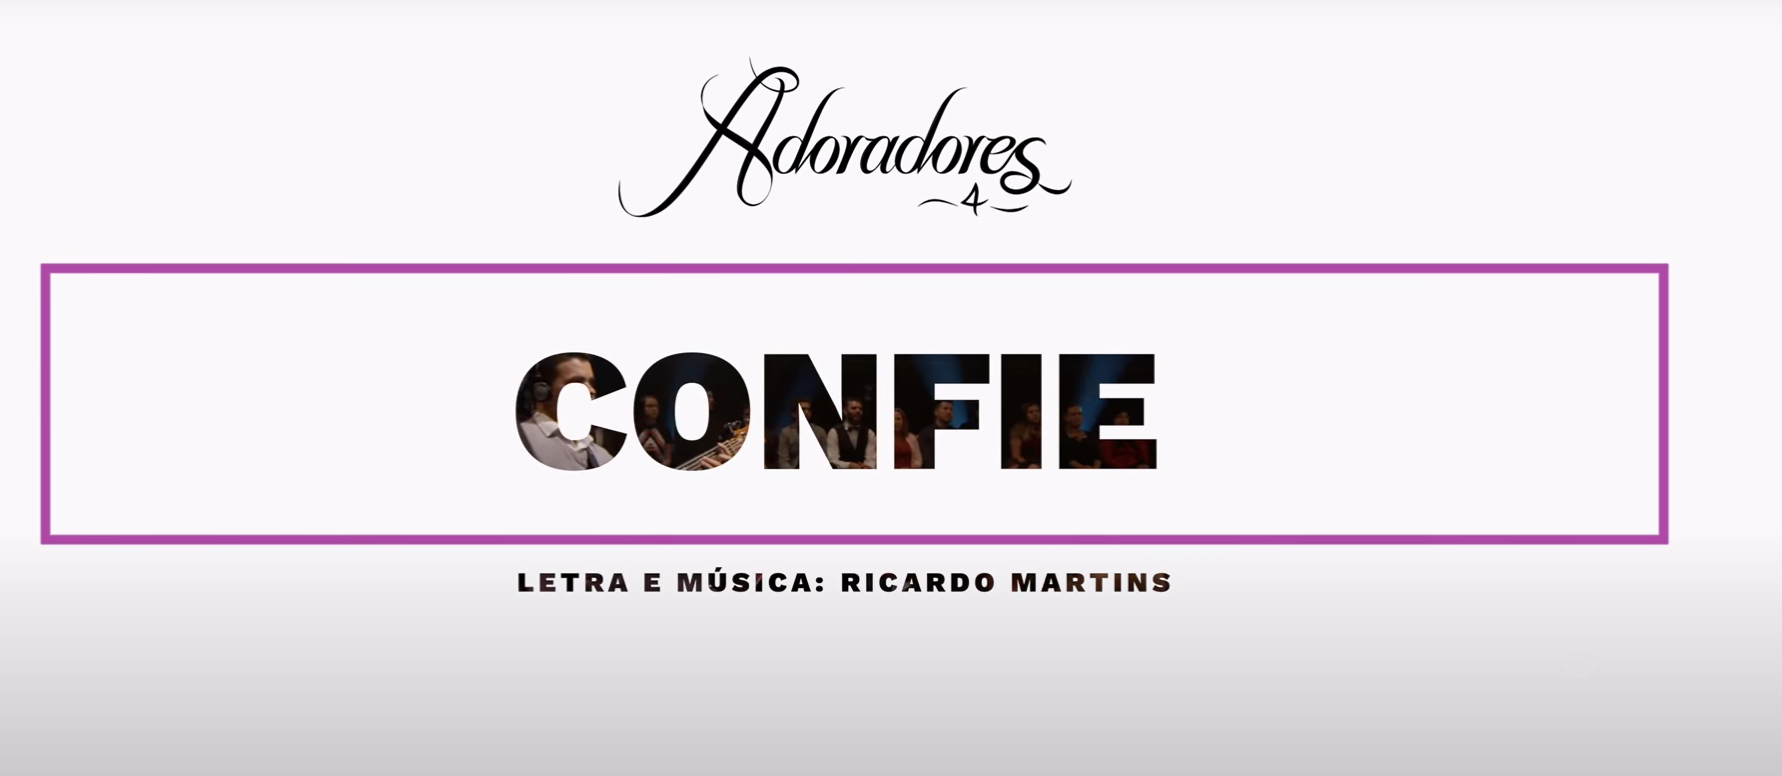 Adoradores
4
CONFIE
LETRA E MÚSICA: RICARDO MARTINS